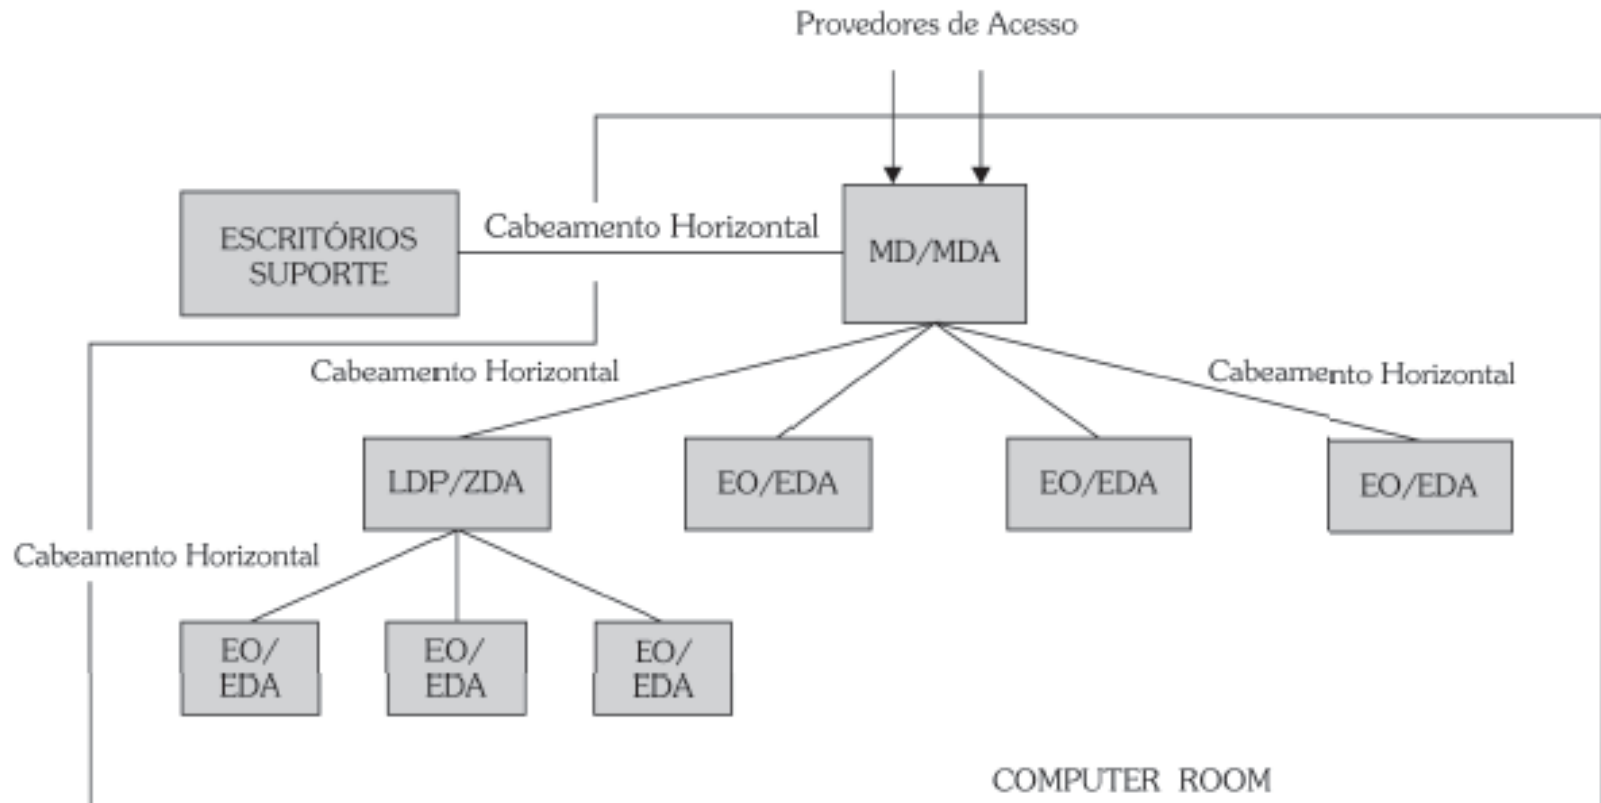 Provedores de Acesso
ESCRITÓRIOS
SUPORTE
Cabeamento Horizontal
MD/MDA
Cabeamento Horizontal
Cabeamento Horizontal
LDP/ZDA
EO/EDA
EO/EDA
EO/EDA
Cabeamento Horizontal
EO/
EDA
EO/
EDA
EO/
EDA
COMPUTER ROOM